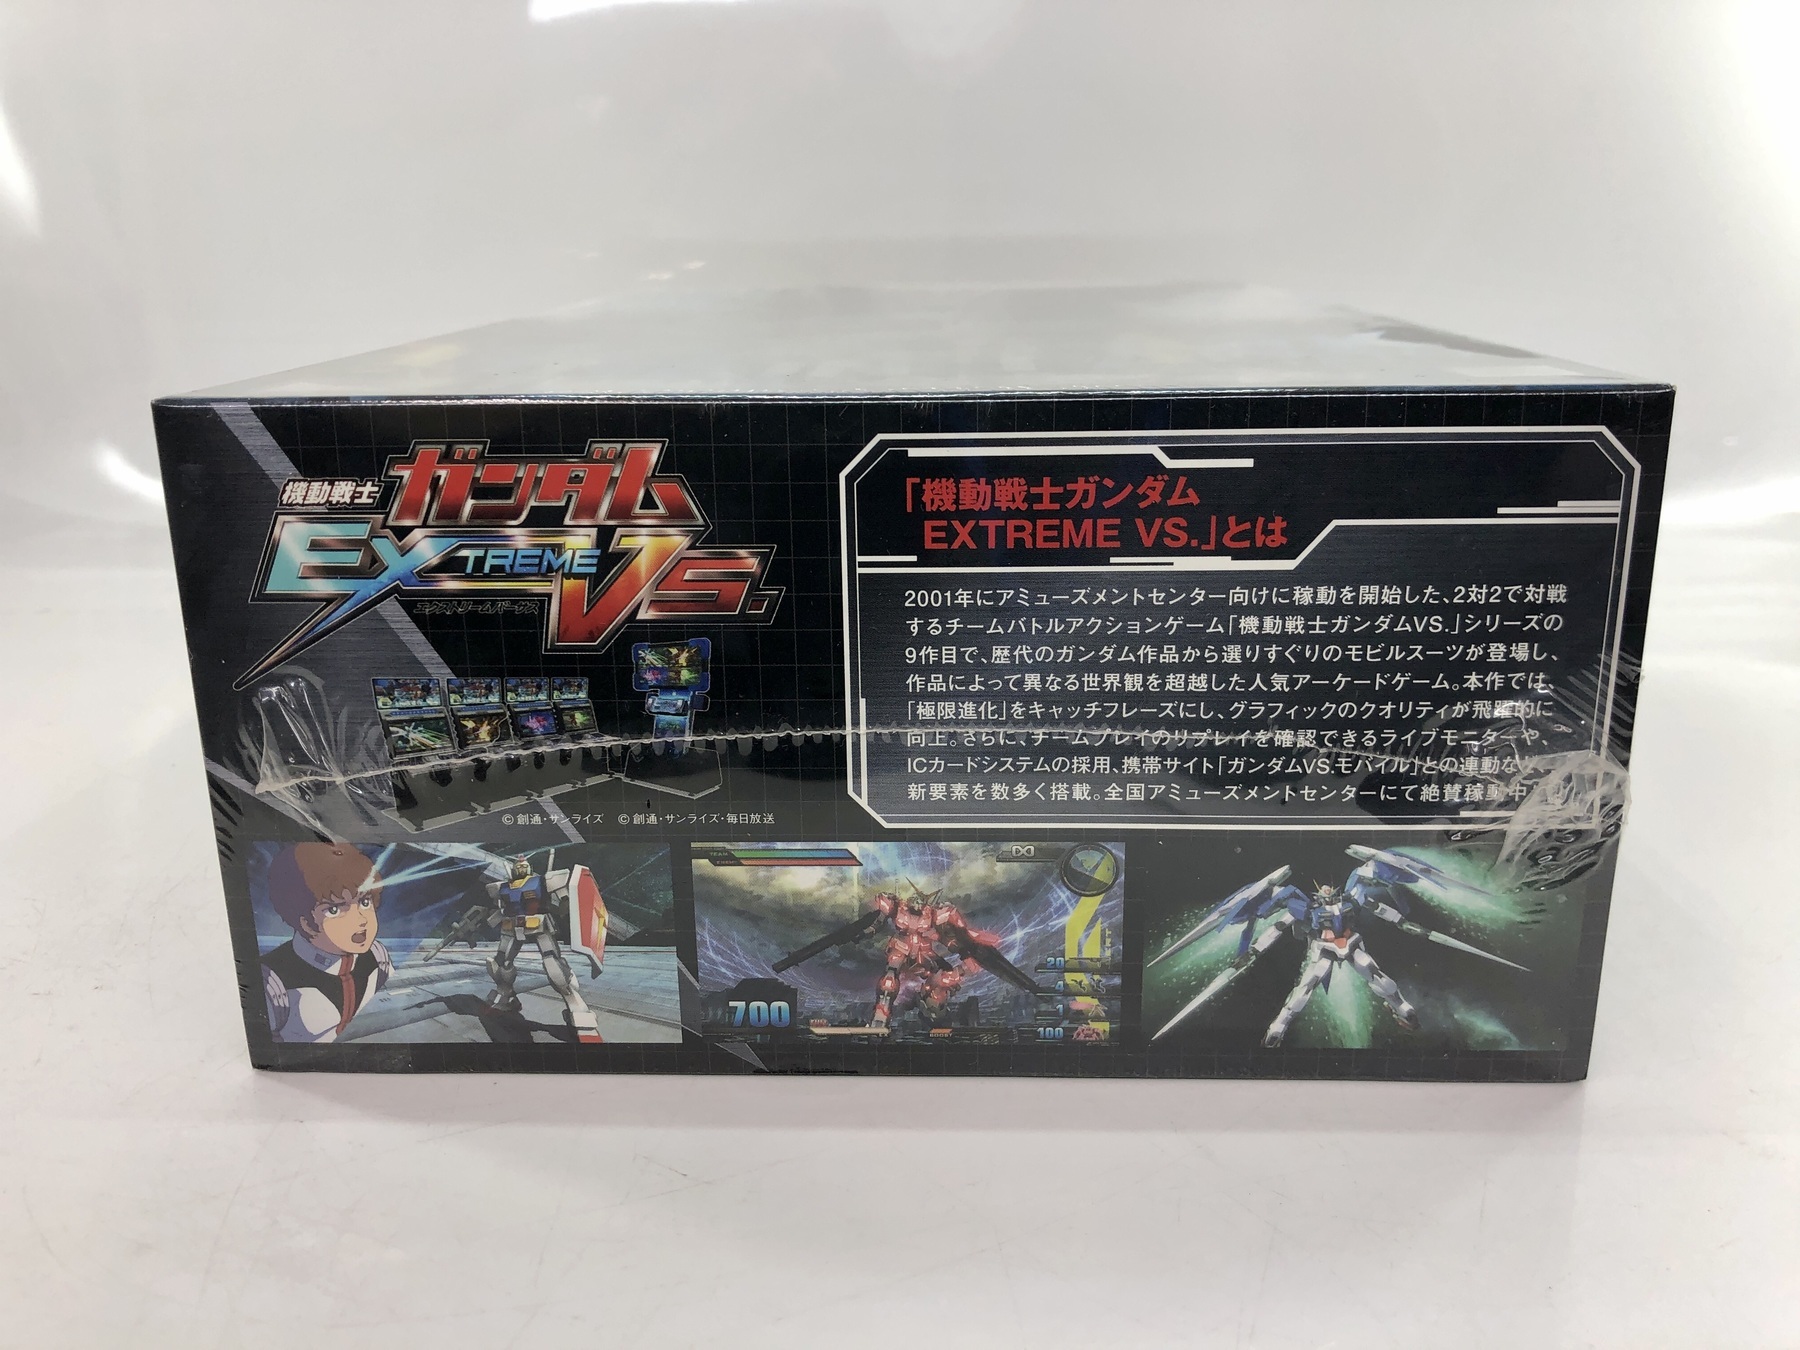 機動戦士
ガンダム
EXTREME VS.
エクストリームバーサス
「機動戦士ガンダム
EXTREME VS.」とは
2001年にアミューズメントセンター向けに稼動を開始した、2対2で対戦
するチームバトルアクションゲーム「機動戦士ガンダムVS.」シリーズの
9作目で、歴代のガンダム作品から選りすぐりのモビルスーツが登場し、
作品によって異なる世界観を超越した人気アーケードゲーム。本作では、
「極限進化」をキャッチフレーズにし、グラフィックのクオリティが飛躍的に
向上。さらに、チームプレイのリプレイを確認できるライブモニターや、
ICカードシステムの採用、携帯サイト「ガンダムVS.モバイル」との連動な
新要素を数多く搭載。全国アミューズメントセンターにて絶賛稼動中
©創通・サンライズ ©創通・サンライズ・毎日放送
TEAM
700
20
4
1
100
BOOST